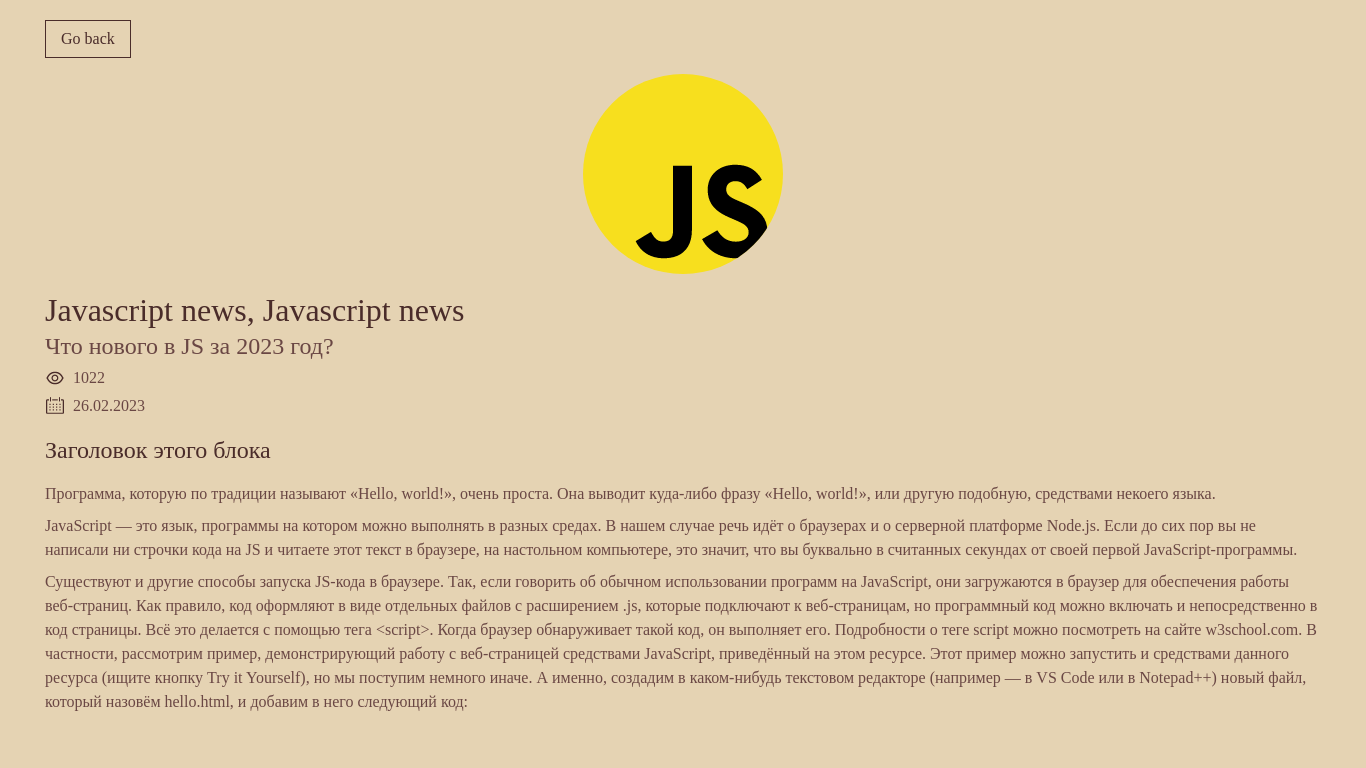 Go back
JS
Javascript news, Javascript news
Что нового в JS за 2023 год?
1022
26.02.2023
Заголовок этого блока
Программа, которую по традиции называют «Hello, world!», очень проста. Она выводит куда-либо фразу «Hello, world!», или другую подобную, средствами некоего языка.
JavaScript — это язык, программы на котором можно выполнять в разных средах. В нашем случае речь идёт о браузерах и о серверной платформе Node.js. Если до сих пор вы не
написали ни строчки кода на JS и читаете этот текст в браузере, на настольном компьютере, это значит, что вы буквально в считанных секундах от своей первой JavaScript-программы.
Существуют и другие способы запуска JS-кода в браузере. Так, если говорить об обычном использовании программ на JavaScript, они загружаются в браузер для обеспечения работы
веб-страниц. Как правило, код оформляют в виде отдельных файлов с расширением .js, которые подключают к веб-страницам, но программный код можно включать и непосредственно в
код страницы. Всё это делается с помощью тега <script>. Когда браузер обнаруживает такой код, он выполняет его. Подробности о теге script можно посмотреть на сайте w3school.com. В
частности, рассмотрим пример, демонстрирующий работу с веб-страницей средствами JavaScript, приведённый на этом ресурсе. Этот пример можно запустить и средствами данного
ресурса (ищите кнопку Try it Yourself), но мы поступим немного иначе. А именно, создадим в каком-нибудь текстовом редакторе (например — в VS Code или в Notepad++) новый файл,
который назовём hello.html, и добавим в него следующий код: